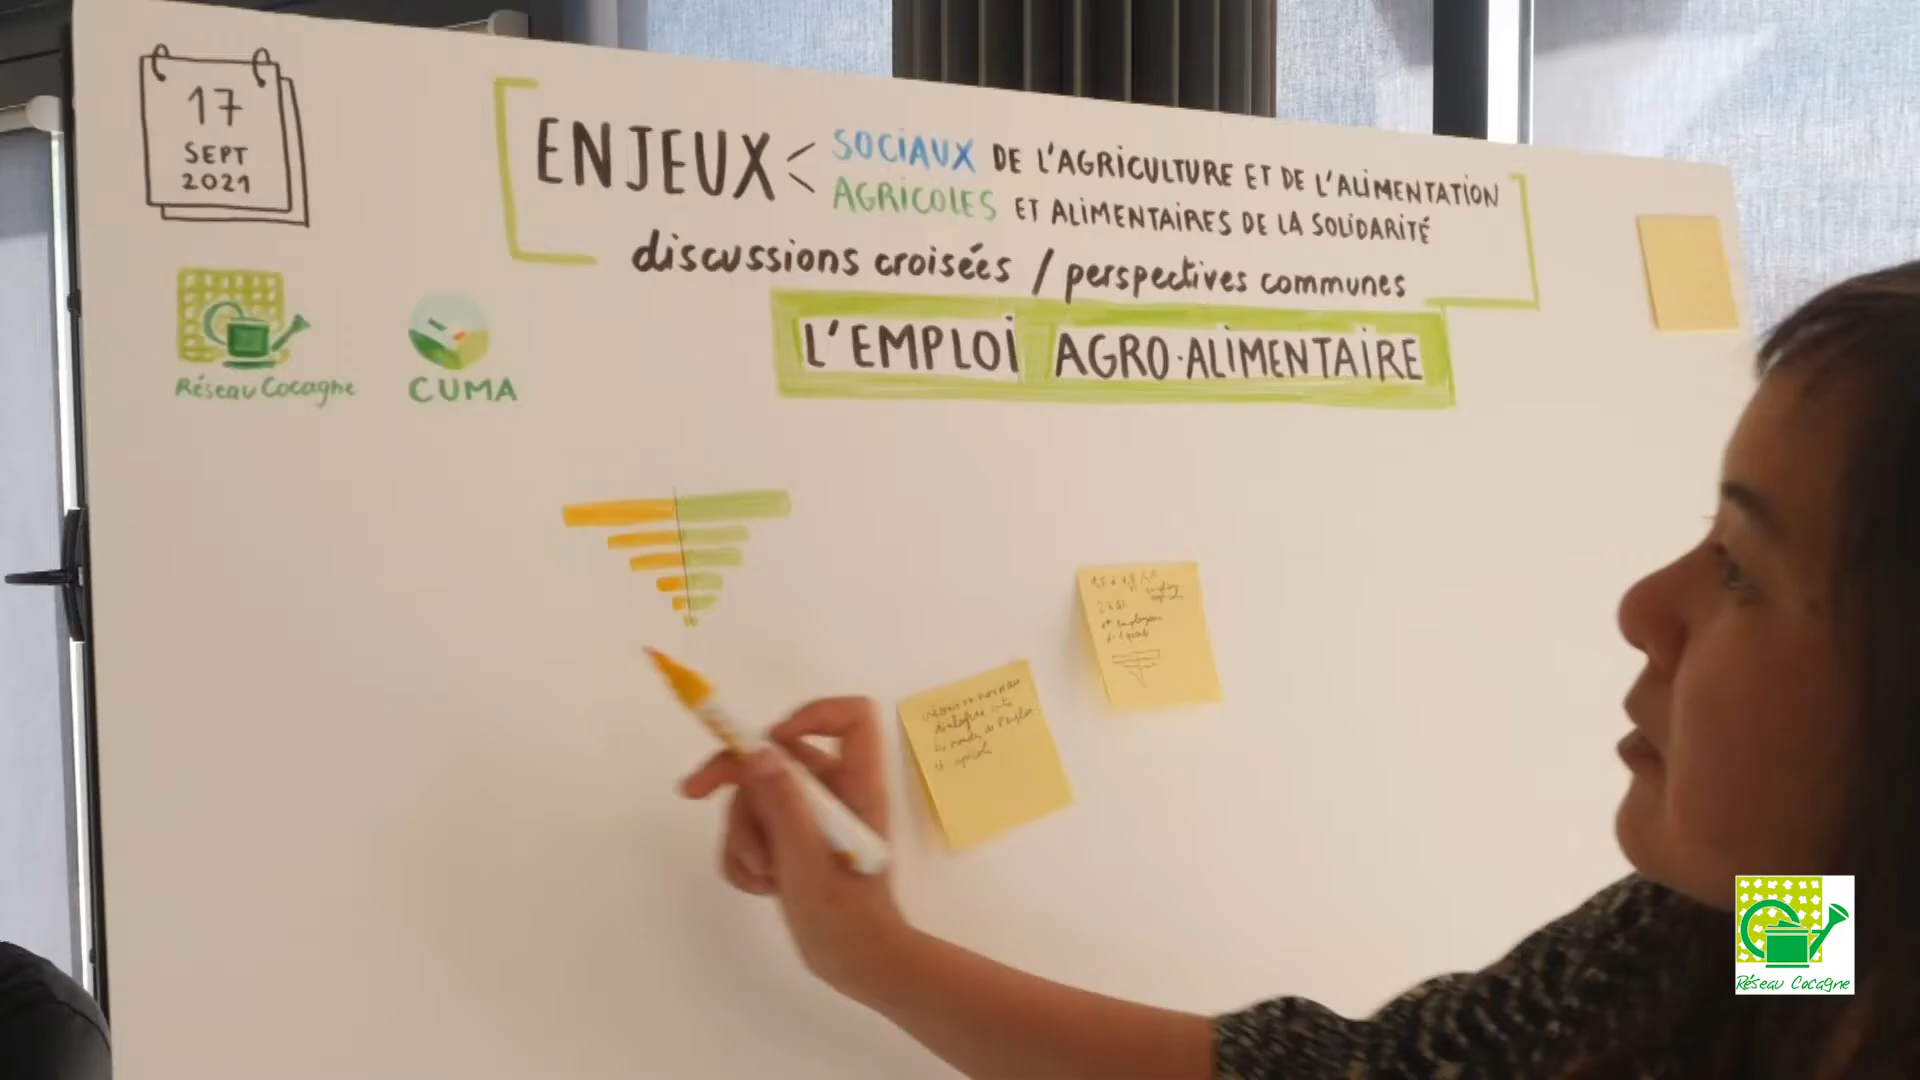 17
SEPT
2021
ENJEUX < SOCIAUX DE L'AGRICULTURE ET DE L'ALIMENTATION
AGRICOLES ET ALIMENTAIRES DE LA SOLIDARITÉ
discussions croisées / perspectives communes
L'EMPLOI AGRO·ALIMENTAIRE
Réseau Cocagne
CUMA
Réseau Cocagne